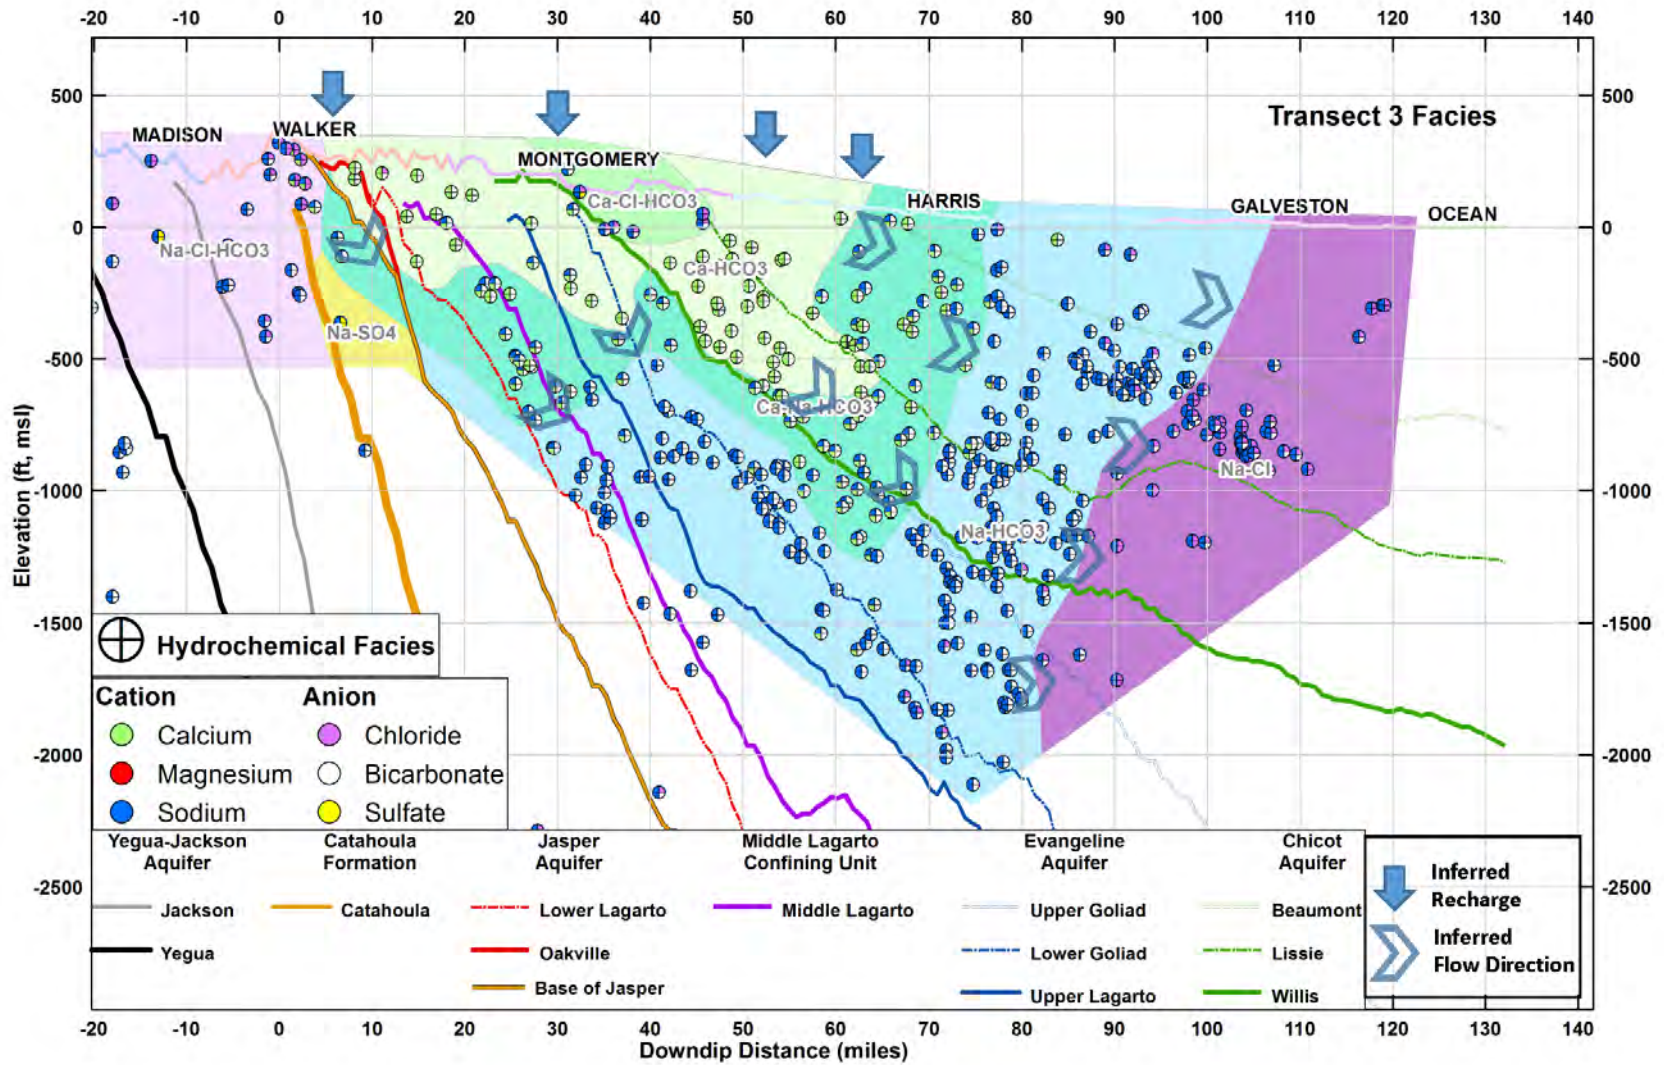 -20 -10 0 10 20 30 40 50 60 70 80 90 100 110 120 130 140
500 500
Transect 3 Facies
MADISON WALKER
MONTGOMERY
HARRIS
GALVESTON OCEAN
Ca-Cl-HCO3
0 0
Na-Cl-HCO3
Ca-HCO3
Na-SO4
-500 -500
Ca-Na-HCO3
Na-Cl
-1000 -1000
Na-HCO3
Elevation (ft, msl)
-1500 -1500
Hydrochemical Facies
Cation Anion
Calcium Chloride
Magnesium Bicarbonate
-2000 -2000
Sodium Sulfate
Yegua-Jackson Aquifer
Jackson
Yegua
Catahoula Formation
Catahoula
Jasper Aquifer
Lower Lagarto
Oakville
Base of Jasper
Middle Lagarto Confining Unit
Middle Lagarto
Evangeline Aquifer
Upper Goliad
Lower Goliad
Upper Lagarto
Chicot Aquifer
Beaumont
Lissie
Willis
Inferred
Recharge
Inferred
Flow Direction
-2500 -2500
-20 -10 0 10 20 30 40 50 60 70 80 90 100 110 120 130 140
Downdip Distance (miles)